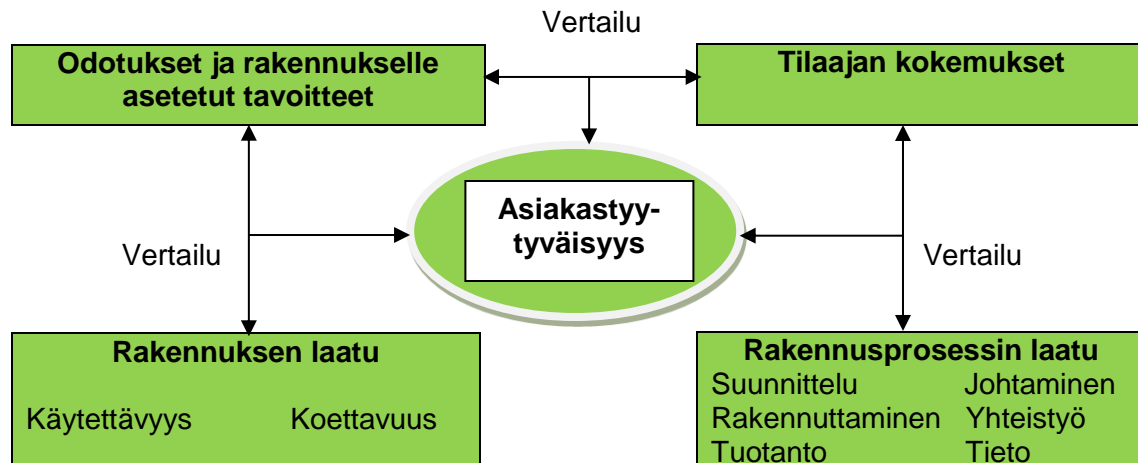 Vertailu
Odotukset ja rakennukselle
asetetut tavoitteet
Tilaajan kokemukset
Asiakastyy-
tyväisyys
Vertailu
Vertailu
Rakennuksen laatu
Käytettävyys Koettavuus
Rakennusprosessin laatu
Suunnittelu Johtaminen
Rakennuttaminen Yhteistyö
Tuotanto Tieto